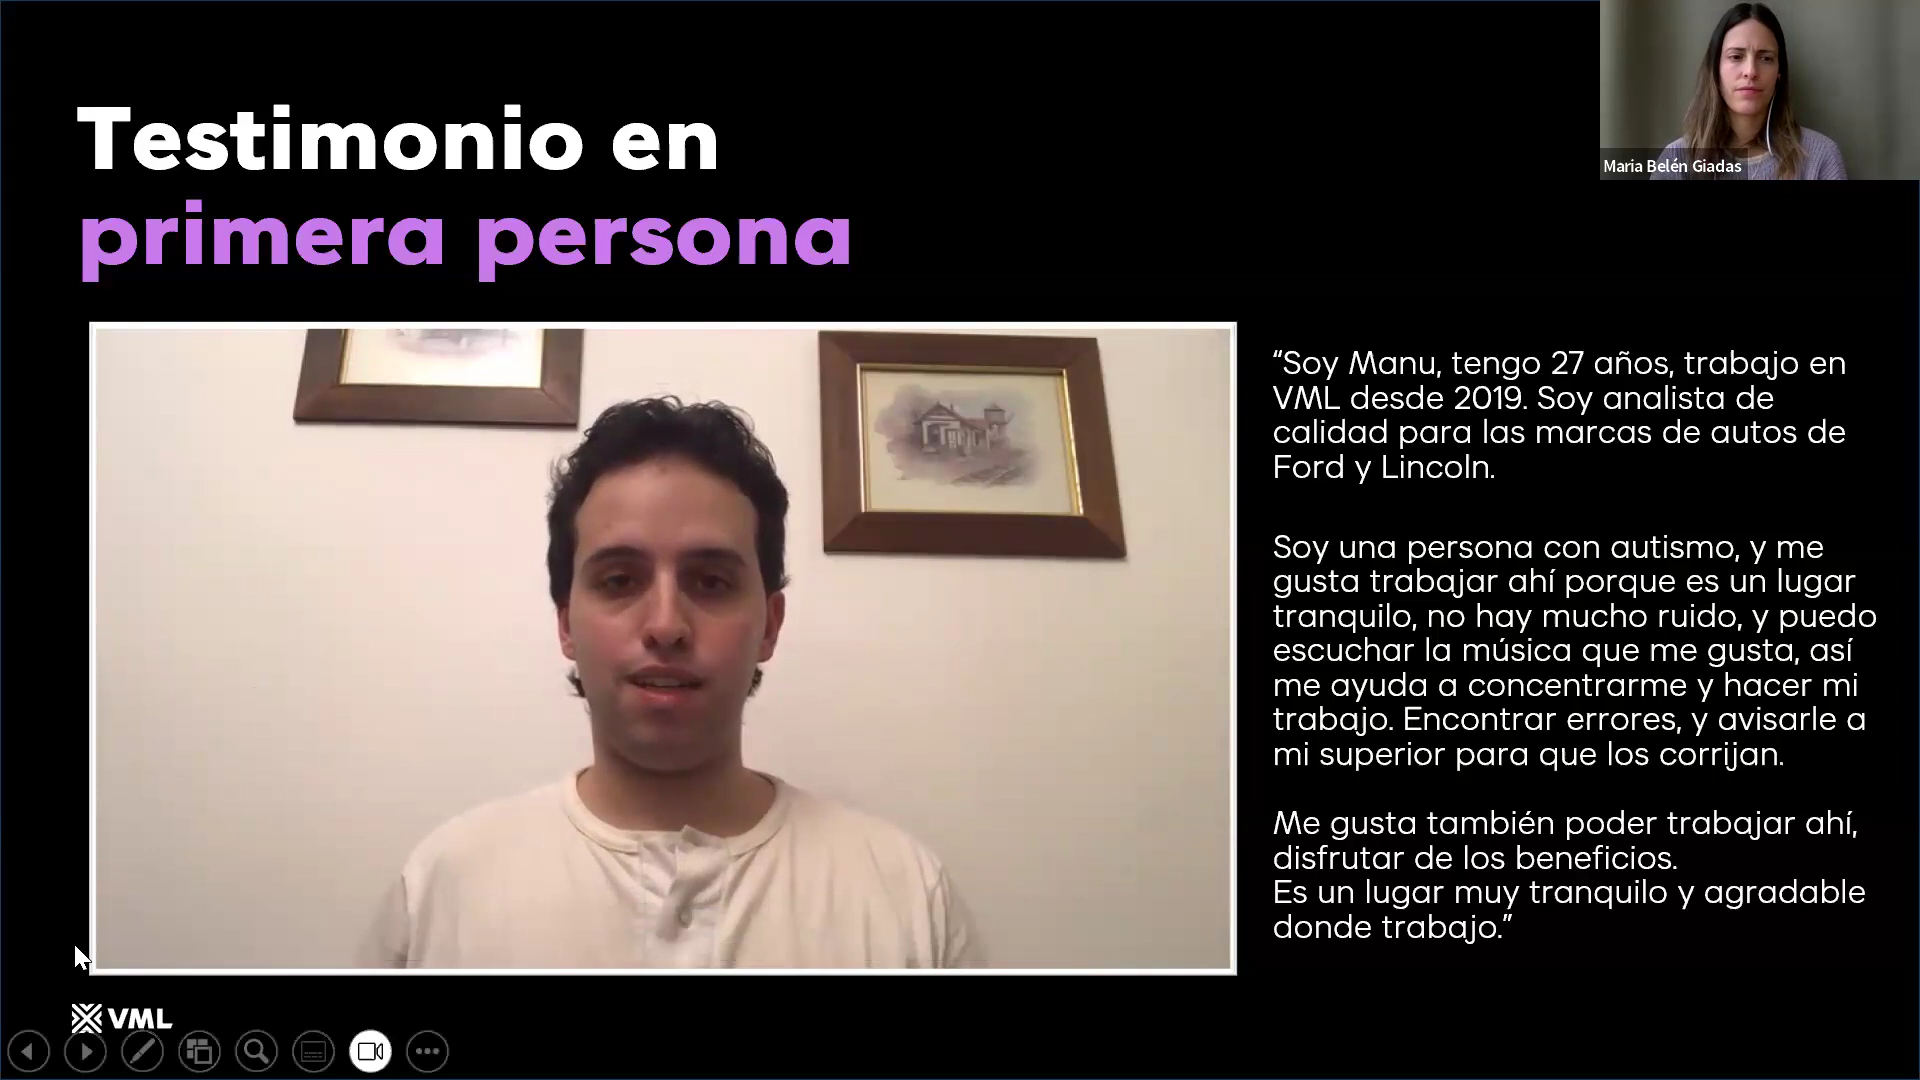 Testimonio en
primera persona
Maria Belén Giadas
“Soy Manu, tengo 27 años, trabajo en
VML desde 2019. Soy analista de
calidad para las marcas de autos de
Ford y Lincoln.
Soy una persona con autismo, y me
gusta trabajar ahí porque es un lugar
tranquilo, no hay mucho ruido, y puedo
escuchar la música que me gusta, así
me ayuda a concentrarme y hacer mi
trabajo. Encontrar errores, y avisarle a
mi superior para que los corrijan.
Me gusta también poder trabajar ahí,
disfrutar de los beneficios.
Es un lugar muy tranquilo y agradable
donde trabajo.”
VML